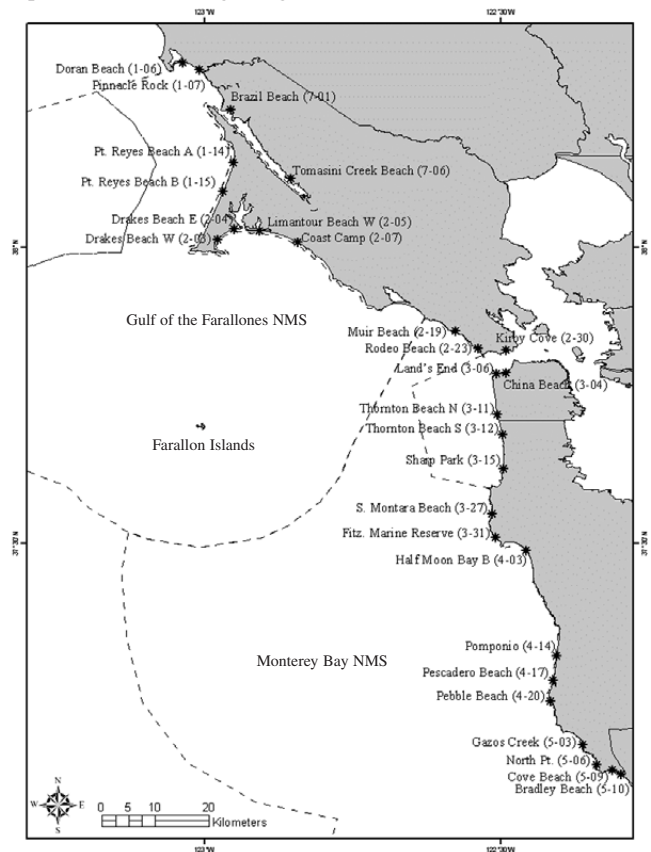 123°W
122°30'W
Doran Beach (1-06)
Pinnacle Rock (1-07)
Brazil Beach (7-01)
Pt. Reyes Beach A (1-14)
Tomasini Creek Beach (7-06)
Pt. Reyes Beach B (1-15)
Drakes Beach E (2-04)
Limantour Beach W (2-05)
Drakes Beach W (2-03)
Coast Camp (2-07)
38°N
38°N
Gulf of the Farallones NMS
Muir Beach (2-19)
Kirby Cove (2-30)
Rodeo Beach (2-23)
Land's End (3-06)
China Beach (3-04)
Thornton Beach N (3-11)
Thornton Beach S (3-12)
Farallon Islands
Sharp Park (3-15)
S. Montara Beach (3-27)
Fitz. Marine Reserve (3-31)
37°30'N
37°30'N
Half Moon Bay B (4-03)
Pomponio (4-14)
Monterey Bay NMS
Pescadero Beach (4-17)
Pebble Beach (4-20)
Gazos Creek (5-03)
North Pt. (5-06)
Cove Beach (5-09)
Bradley Beach (5-10)
N
W E
S
0 5 10 20
Kilometers
123°W
122°30'W